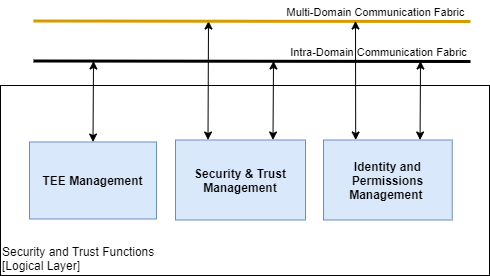 Multi-Domain Communication Fabric
Intra-Domain Communication Fabric
TEE Management
Security & Trust
Management
Identity and
Permissions
Management
Security and Trust Functions
[Logical Layer]